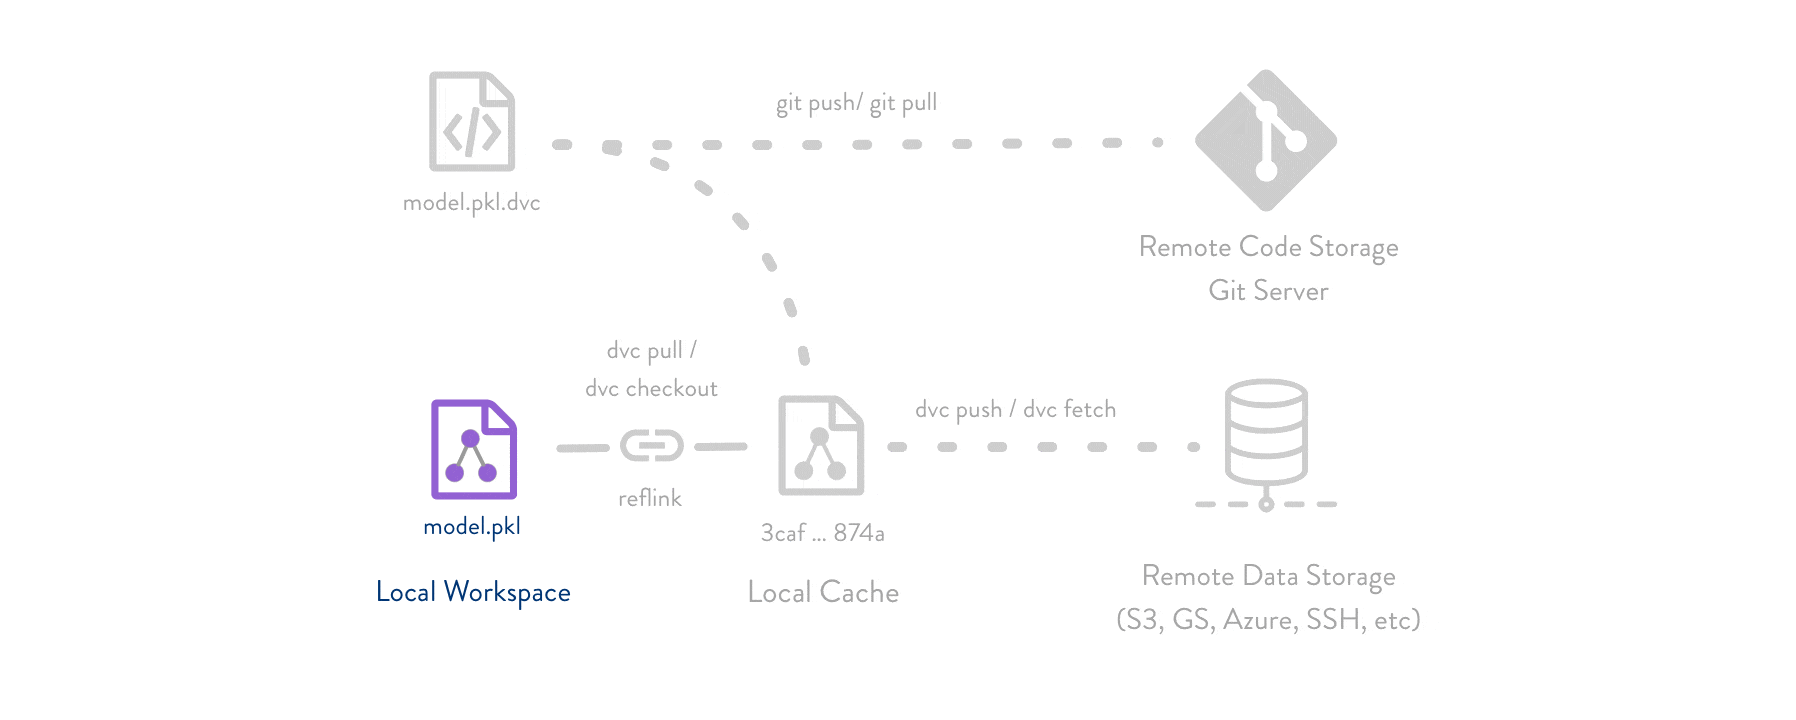 git push/ git pull
model.pkl.dvc
Remote Code Storage
Git Server
dvc pull /
dvc checkout
dvc push / dvc fetch
reflink
model.pkl
3caf ... 874a
Local Workspace
Local Cache
Remote Data Storage
(S3, GS, Azure, SSH, etc)